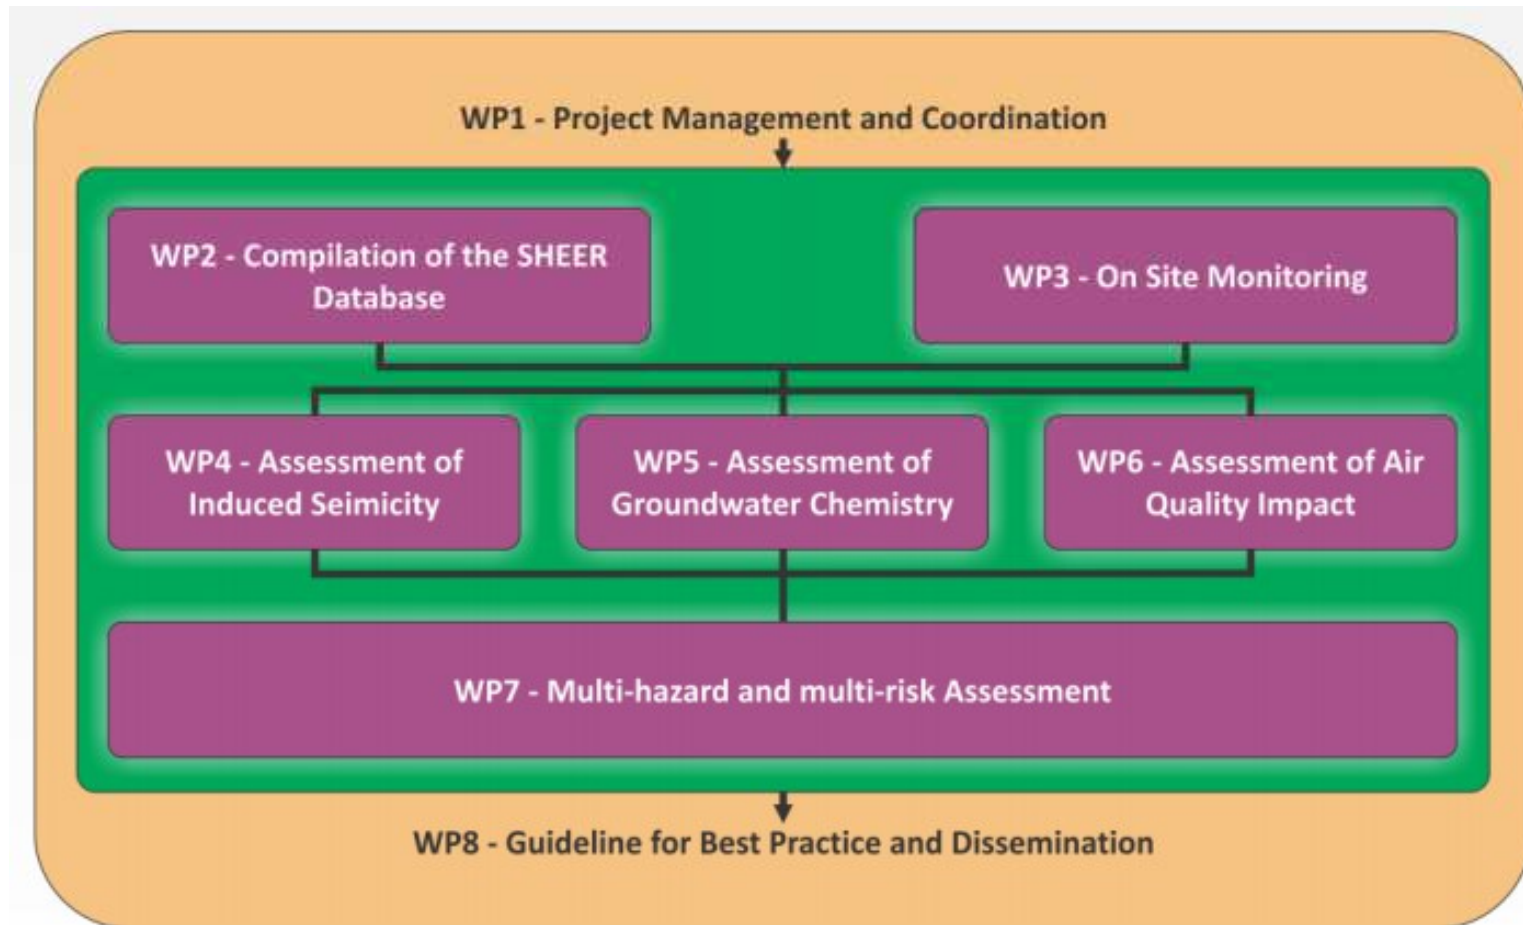 WP1 - Project Management and Coordination
WP2 - Compilation of the SHEER
Database
WP3 - On Site Monitoring
WP4 - Assessment of
Induced Seimicity
WP5 - Assessment of
Groundwater Chemistry
WP6 - Assessment of Air
Quality Impact
WP7 - Multi-hazard and multi-risk Assessment
WP8 - Guideline for Best Practice and Dissemination